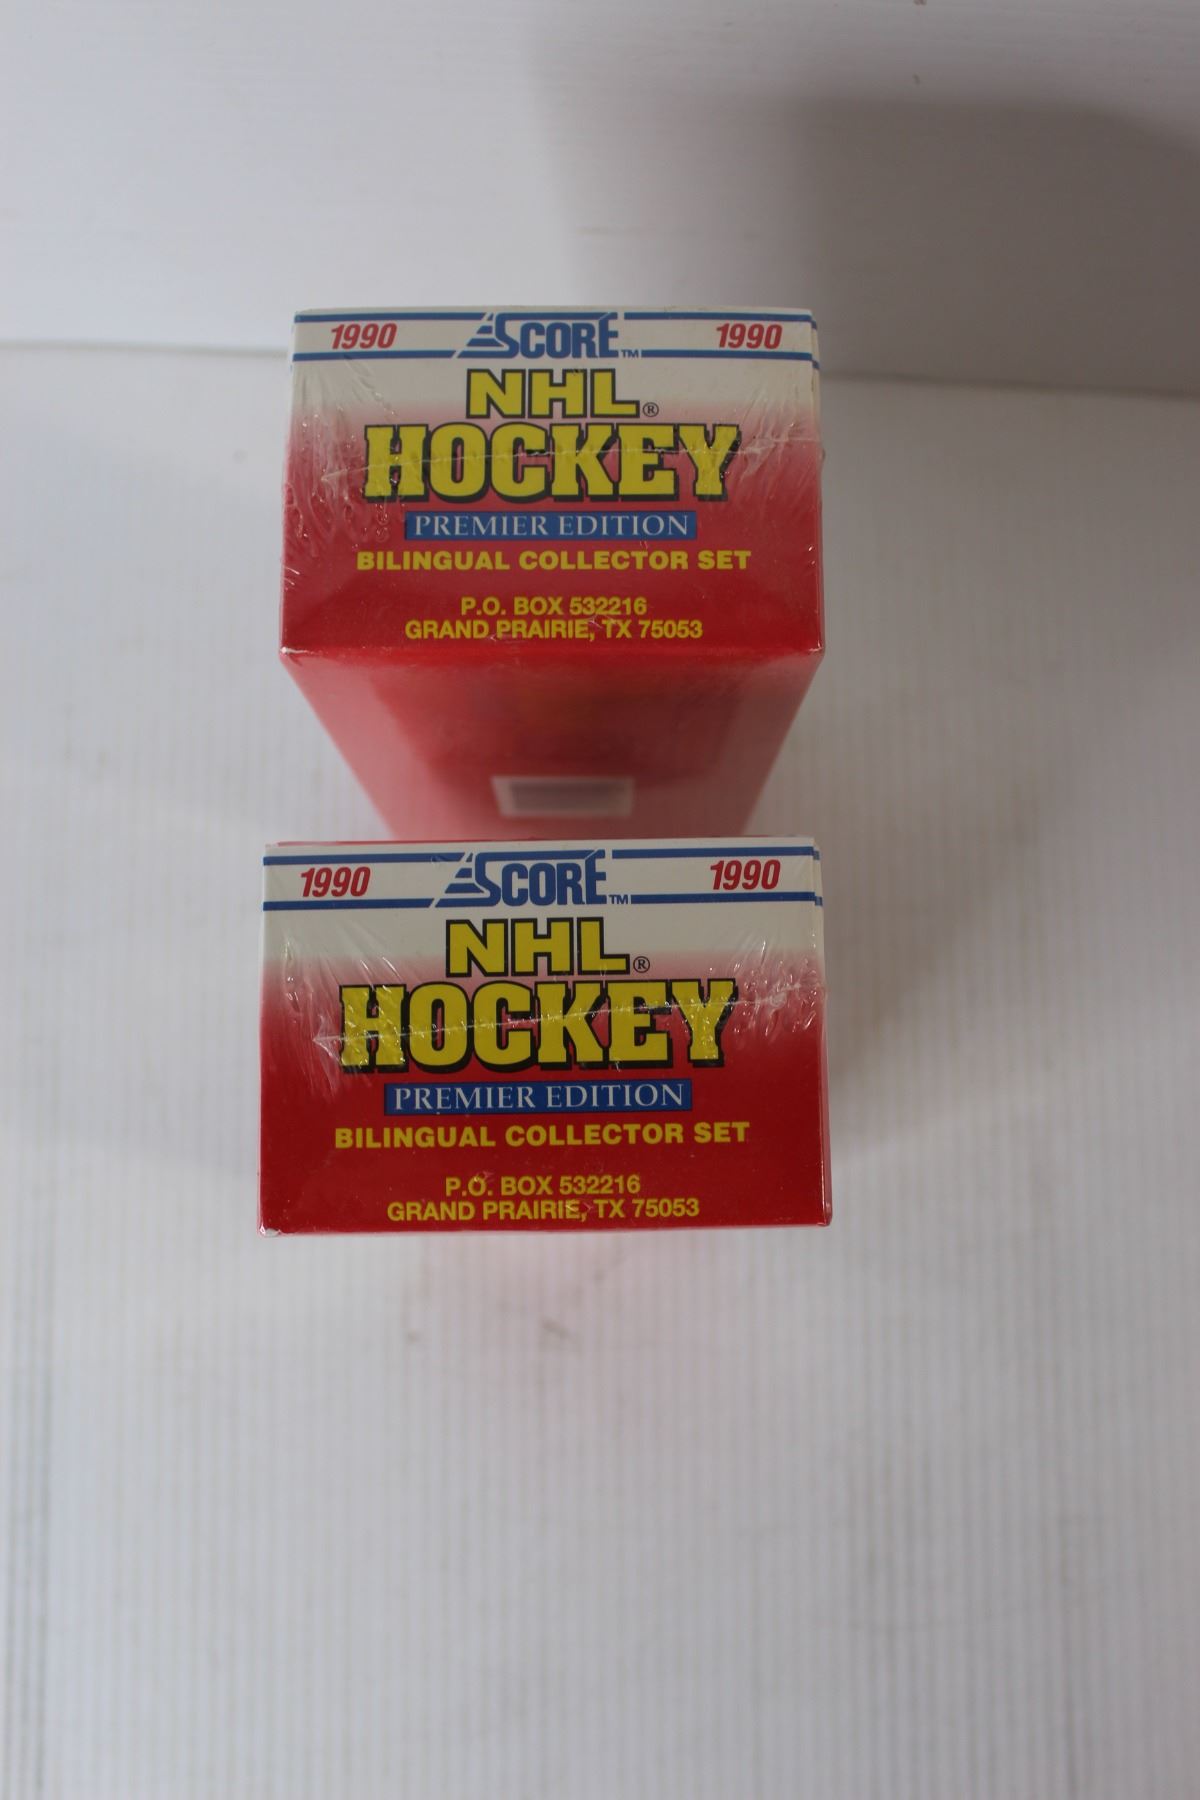 1990 SCORE™ 1990
NHL®
HOCKEY
PREMIER EDITION
BILINGUAL COLLECTOR SET
P.O. BOX 532216
GRAND PRAIRIE, TX 75053
1990 SCORE™ 1990
NHL®
HOCKEY
PREMIER EDITION
BILINGUAL COLLECTOR SET
P.O. BOX 532216
GRAND PRAIRIE, TX 75053